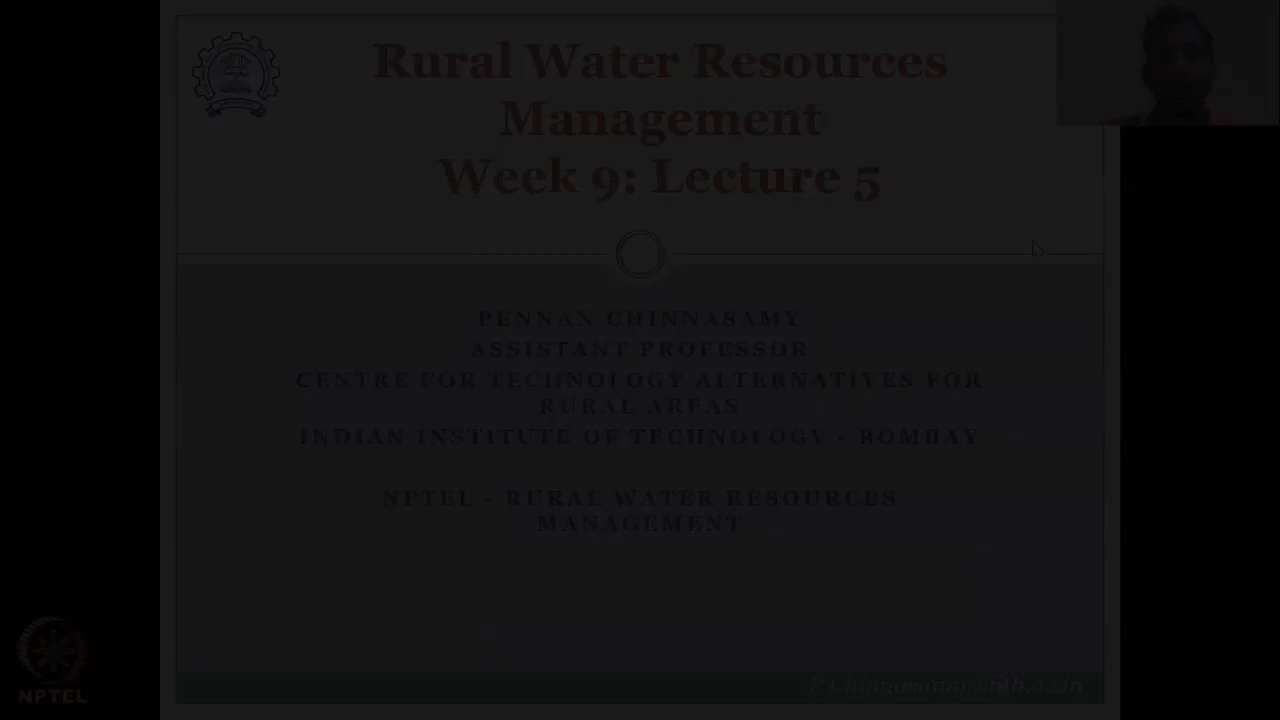 Rural Water Resources
Management
Week 9: Lecture 5
PENNAN CHINNASAMY
ASSISTANT PROFESSOR
CENTRE FOR TECHNOLOGY ALTERNATIVES FOR
RURAL AREAS
INDIAN INSTITUTE OF TECHNOLOGY - BOMBAY
NPTEL - RURAL WATER RESOURCES
MANAGEMENT
NPTEL